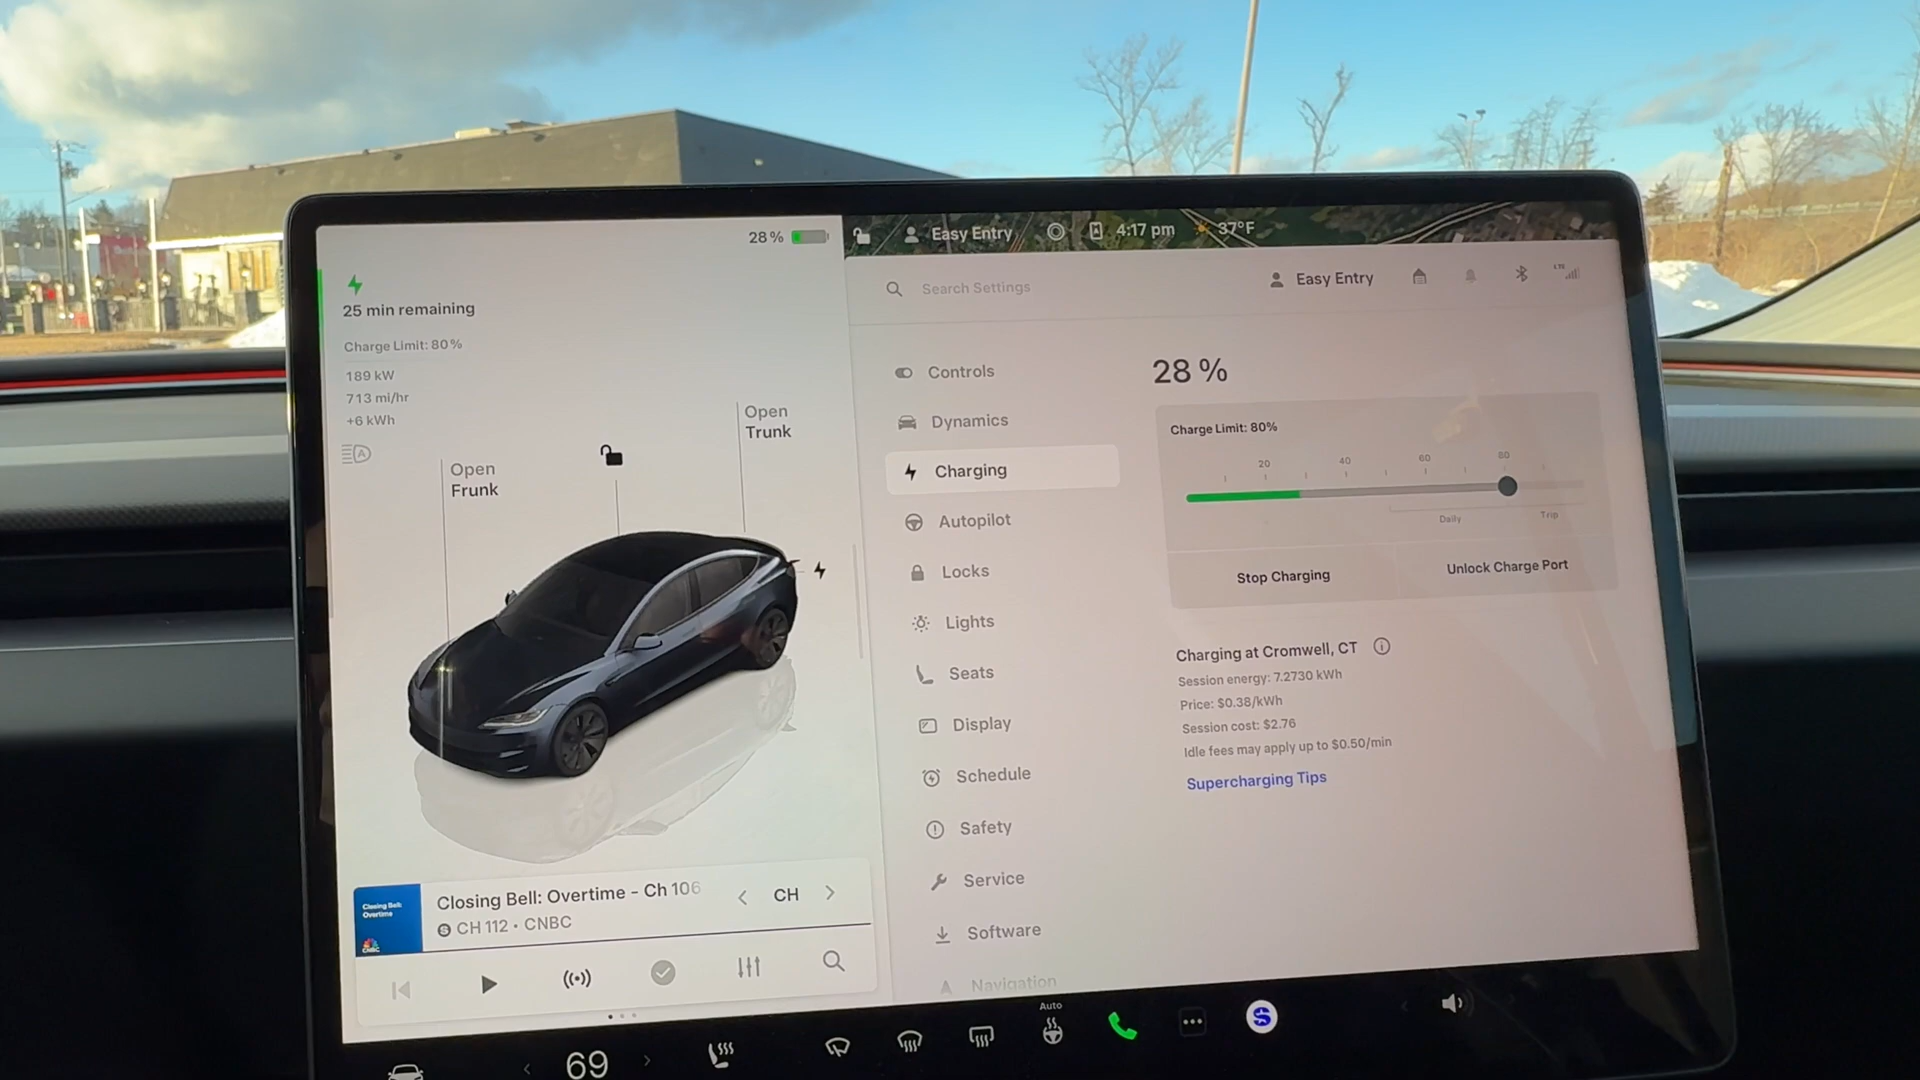 28 %
Easy Entry
4:17 pm
37°F
25 min remaining
Charge Limit: 80%
189 kW
713 mi/hr
+6 kWh
Open
Frunk
Open
Trunk
Closing Bell:
Overtime
CNBC
Closing Bell: Overtime - Ch 106
S CH 112 • CNBC
CH
Search Settings
Easy Entry
LTE
Controls
Dynamics
Charging
Autopilot
Locks
Lights
Seats
Display
Schedule
Safety
Service
Software
Navigation
28 %
Charge Limit: 80%
20 40 60 80
Daily Trip
Stop Charging
Unlock Charge Port
Charging at Cromwell, CT
Session energy: 7.2730 kWh
Price: $0.38/kWh
Session cost: $2.76
Idle fees may apply up to $0.50/min
Supercharging Tips
69
Auto
S